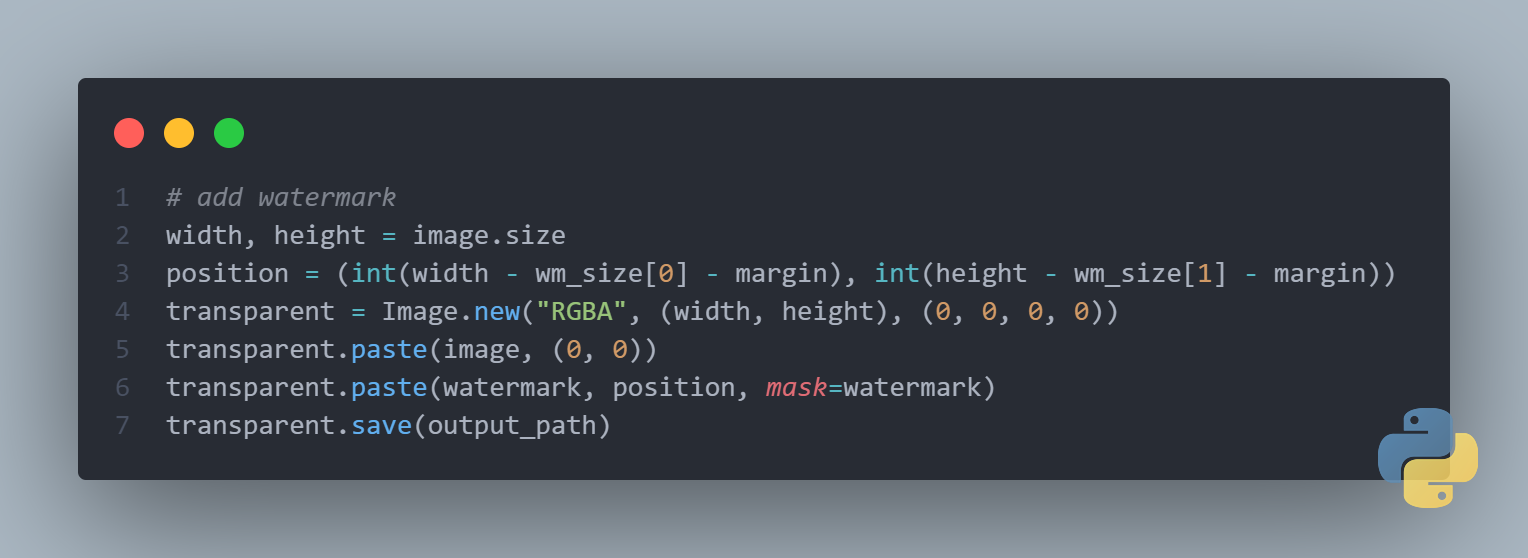 1 # add watermark
2 width, height = image.size
3 position = (int(width - wm_size[0] - margin), int(height - wm_size[1] - margin))
4 transparent = Image.new("RGBA", (width, height), (0, 0, 0, 0))
5 transparent.paste(image, (0, 0))
6 transparent.paste(watermark, position, mask=watermark)
7 transparent.save(output_path)